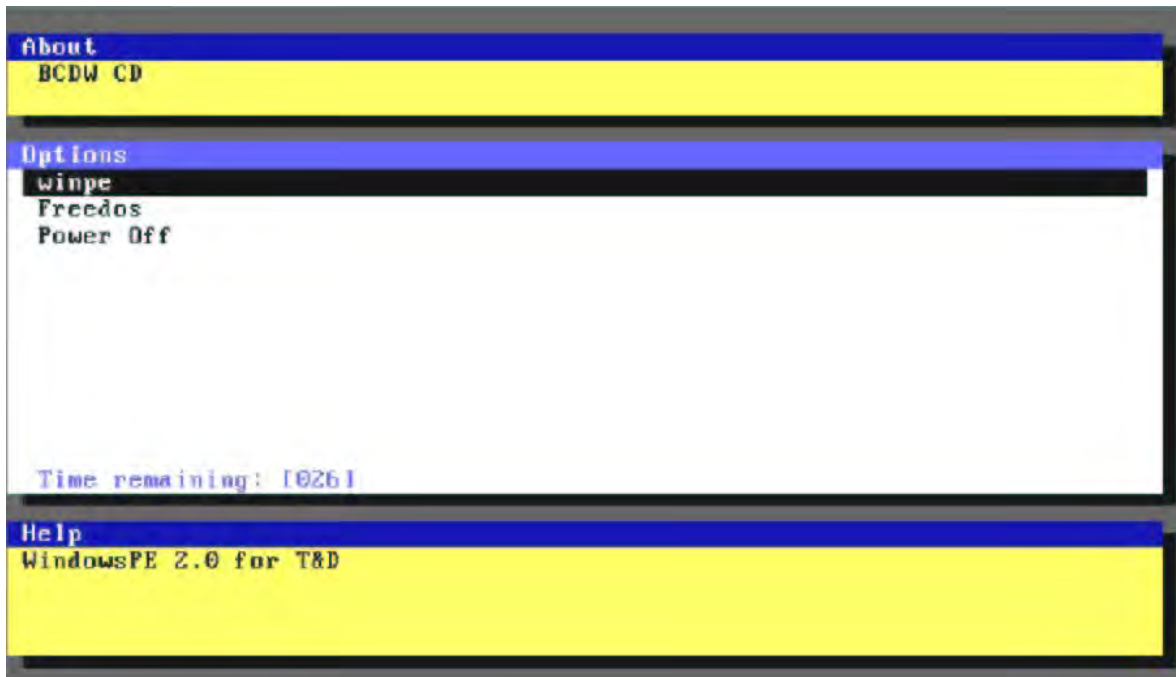 About
BCDW CD
Options
winpe
Freedos
Power Off
Time remaining: [026]
Help
WindowsPE 2.0 for T&D